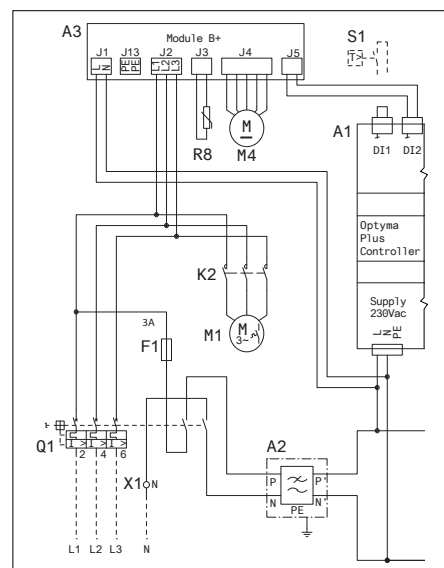 A3
Module B+
J1
J13
J2
J3
J4
J5
L
N
PE
PE
L1
L2
L3
S1
T>
R8
M
M4
A1
DI1
DI2
Optyma
Plus
Controller
K2
Supply
230Vac
L
N
PE
M1
M
3~
3A
F1
Q1
I >
I >
I >
2
4
6
A2
X1
N
P
P'
N
N'
PE
L1
L2
L3
N